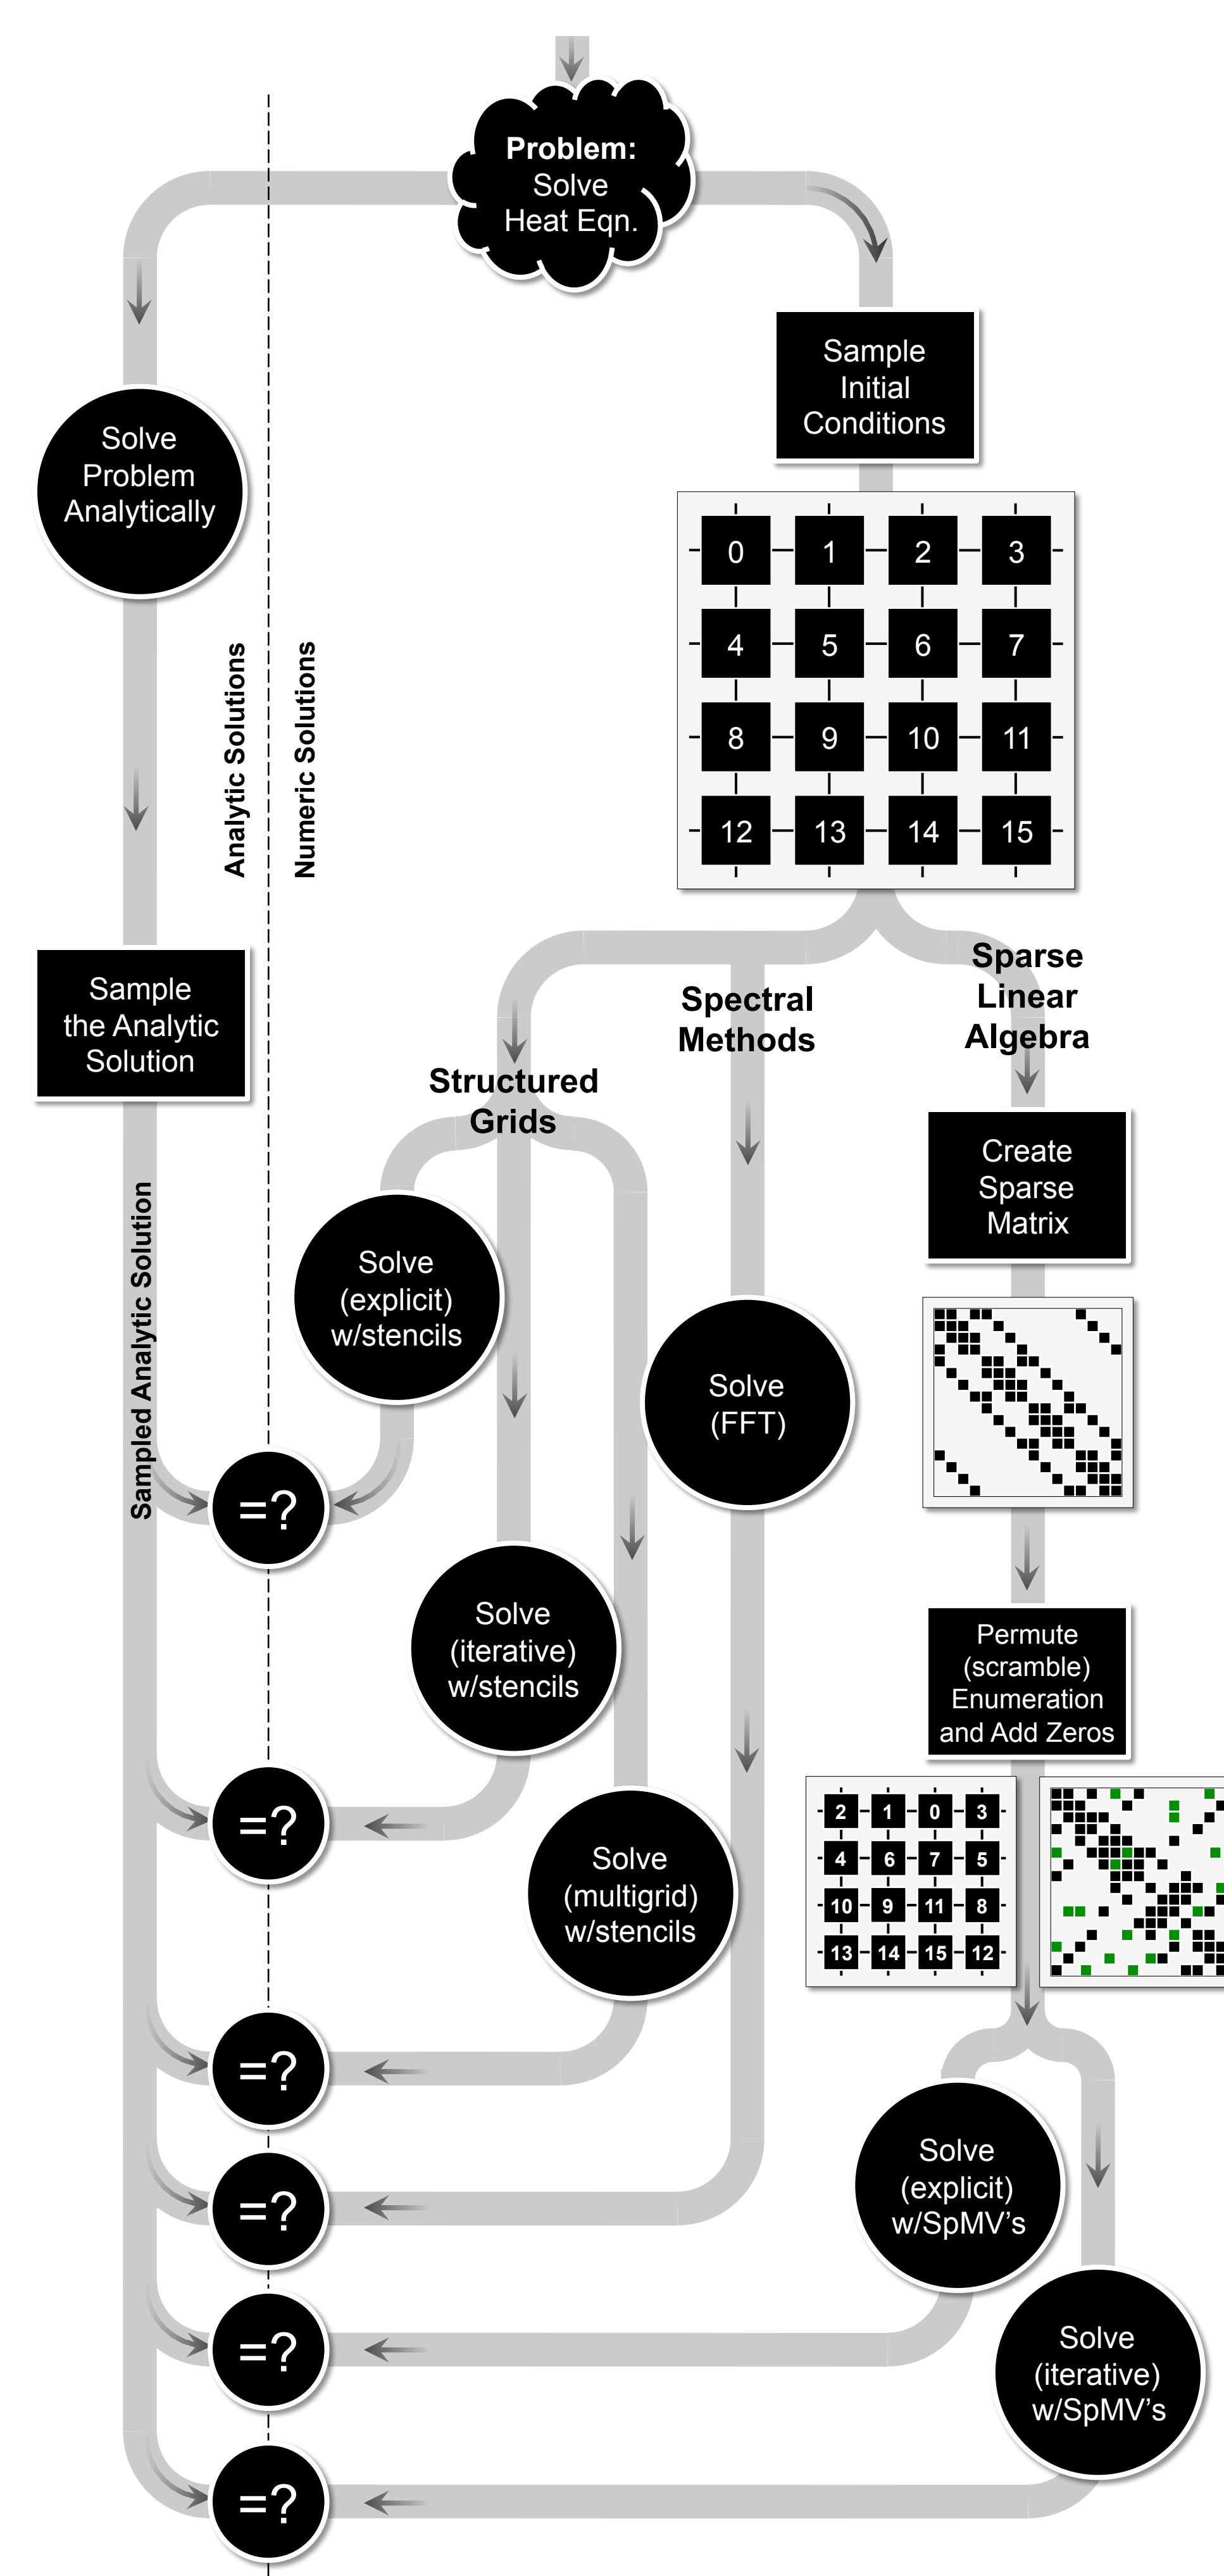 Problem:
Solve
Heat Eqn.
Sample
Initial
Conditions
Solve
Problem
Analytically
0 1 2 3
4 5 6 7
8 9 10 11
12 13 14 15
Analytic Solutions
Numeric Solutions
Sample
the Analytic
Solution
Structured
Grids
Spectral
Methods
Sparse
Linear
Algebra
Create
Sparse
Matrix
Sampled Analytic Solution
Solve
(explicit)
w/stencils
Solve
(FFT)
=?
Solve
(iterative)
w/stencils
Permute
(scramble)
Enumeration
and Add Zeros
=?
Solve
(multigrid)
w/stencils
2 1 0 3
4 6 7 5
10 9 11 8
13 14 15 12
=?
Solve
(explicit)
w/SpMV's
=?
=?
Solve
(iterative)
w/SpMV's
=?